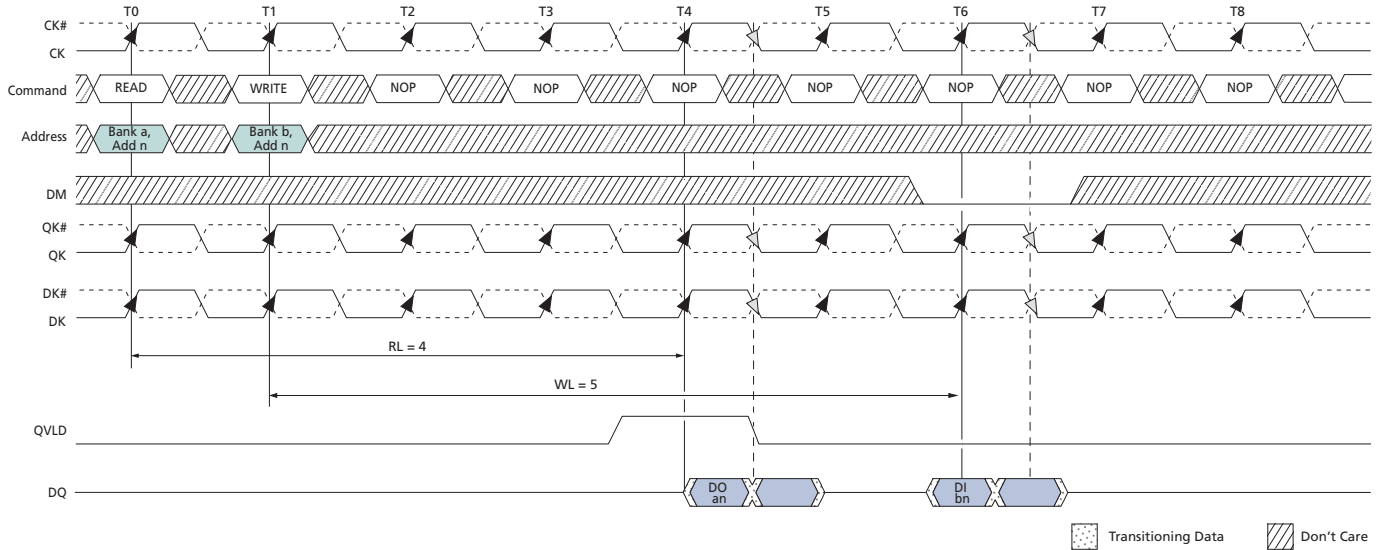 T0 T1 T2 T3 T4 T5 T6 T7 T8
CK#
CK
Command READ WRITE NOP NOP NOP NOP NOP NOP NOP
Address Bank a, Add n Bank b, Add n
DM
QK#
QK
DK#
DK
RL = 4
WL = 5
QVLD
DQ DO an DI bn
Transitioning Data Don't Care